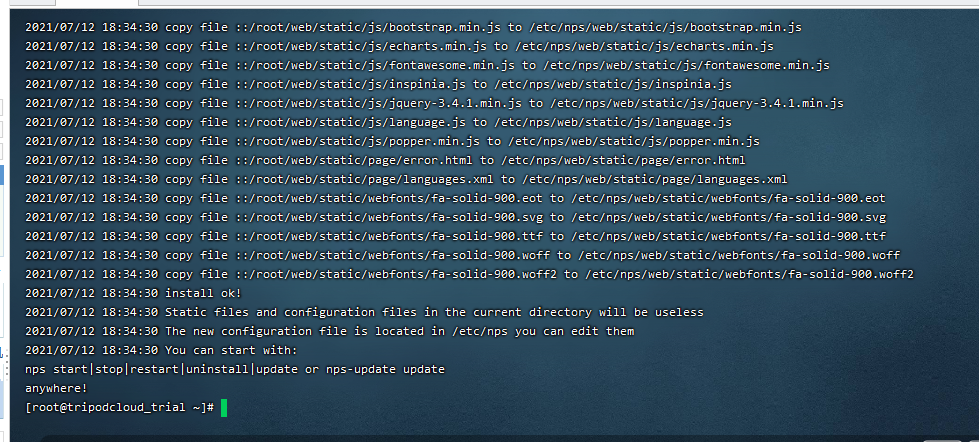 2021/07/12 18:34:30 copy file ::/root/web/static/js/bootstrap.min.js to /etc/nps/web/static/js/bootstrap.min.js
2021/07/12 18:34:30 copy file ::/root/web/static/js/echarts.min.js to /etc/nps/web/static/js/echarts.min.js
2021/07/12 18:34:30 copy file ::/root/web/static/js/fontawesome.min.js to /etc/nps/web/static/js/fontawesome.min.js
2021/07/12 18:34:30 copy file ::/root/web/static/js/inspinia.js to /etc/nps/web/static/js/inspinia.js
2021/07/12 18:34:30 copy file ::/root/web/static/js/jquery-3.4.1.min.js to /etc/nps/web/static/js/jquery-3.4.1.min.js
2021/07/12 18:34:30 copy file ::/root/web/static/js/language.js to /etc/nps/web/static/js/language.js
2021/07/12 18:34:30 copy file ::/root/web/static/js/popper.min.js to /etc/nps/web/static/js/popper.min.js
2021/07/12 18:34:30 copy file ::/root/web/static/page/error.html to /etc/nps/web/static/page/error.html
2021/07/12 18:34:30 copy file ::/root/web/static/page/languages.xml to /etc/nps/web/static/page/languages.xml
2021/07/12 18:34:30 copy file ::/root/web/static/webfonts/fa-solid-900.eot to /etc/nps/web/static/webfonts/fa-solid-900.eot
2021/07/12 18:34:30 copy file ::/root/web/static/webfonts/fa-solid-900.svg to /etc/nps/web/static/webfonts/fa-solid-900.svg
2021/07/12 18:34:30 copy file ::/root/web/static/webfonts/fa-solid-900.ttf to /etc/nps/web/static/webfonts/fa-solid-900.ttf
2021/07/12 18:34:30 copy file ::/root/web/static/webfonts/fa-solid-900.woff to /etc/nps/web/static/webfonts/fa-solid-900.woff
2021/07/12 18:34:30 copy file ::/root/web/static/webfonts/fa-solid-900.woff2 to /etc/nps/web/static/webfonts/fa-solid-900.woff2
2021/07/12 18:34:30 install ok!
2021/07/12 18:34:30 Static files and configuration files in the current directory will be useless
2021/07/12 18:34:30 The new configuration file is located in /etc/nps you can edit them
2021/07/12 18:34:30 You can start with:
nps start|stop|restart|uninstall|update or nps-update update
anywhere!
[root@tripodcloud_trial ~]#